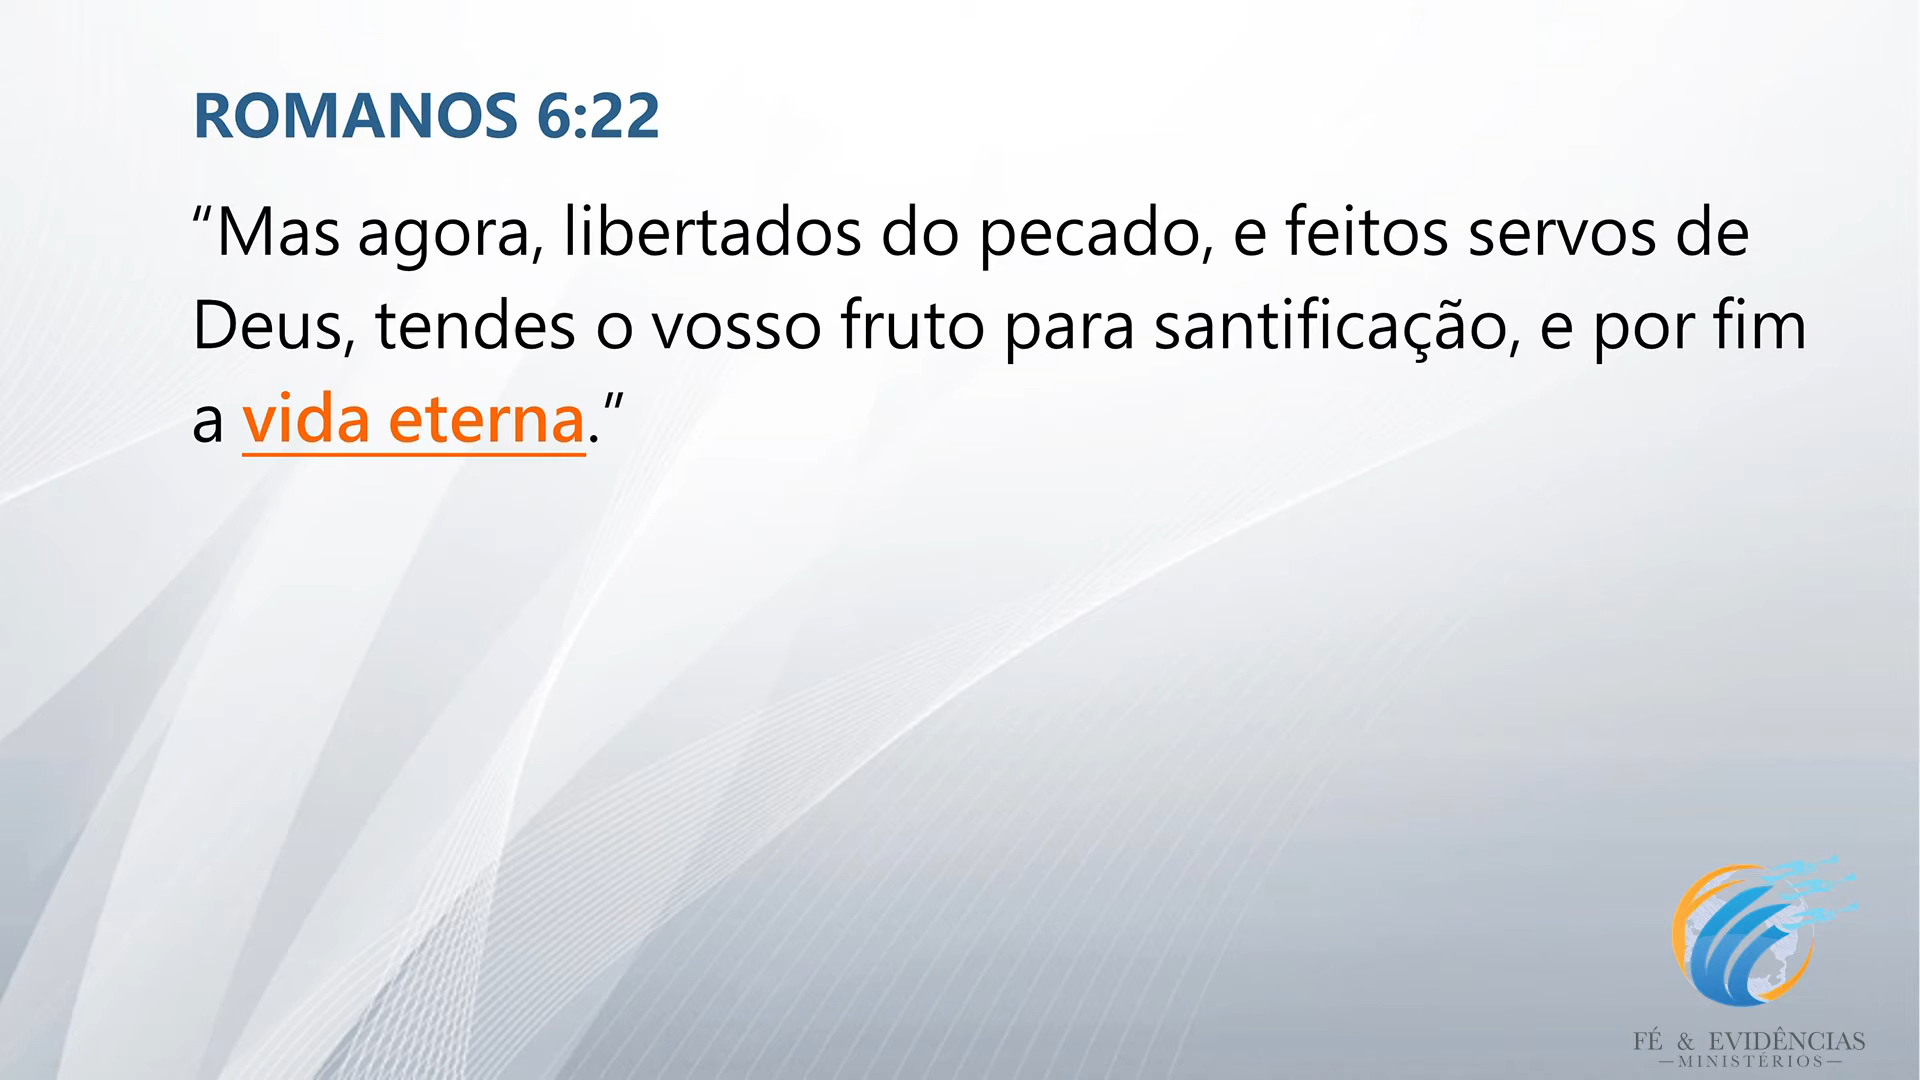 ROMANOS 6:22
“Mas agora, libertados do pecado, e feitos servos de
Deus, tendes o vosso fruto para santificação, e por fim
a vida eterna.”
FÉ & EVIDÊNCIAS
—MINISTÉRIOS—